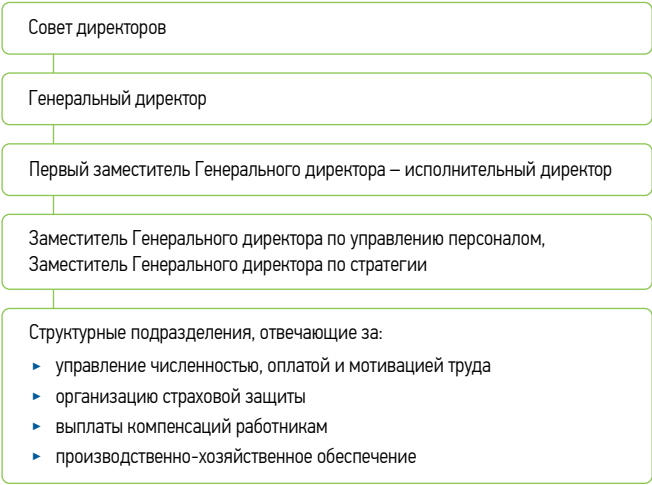 Совет директоров
Генеральный директор
Первый заместитель Генерального директора – исполнительный директор
Заместитель Генерального директора по управлению персоналом,
Заместитель Генерального директора по стратегии
Структурные подразделения, отвечающие за:
► управление численностью, оплатой и мотивацией труда
► организацию страховой защиты
► выплаты компенсаций работникам
► производственно-хозяйственное обеспечение